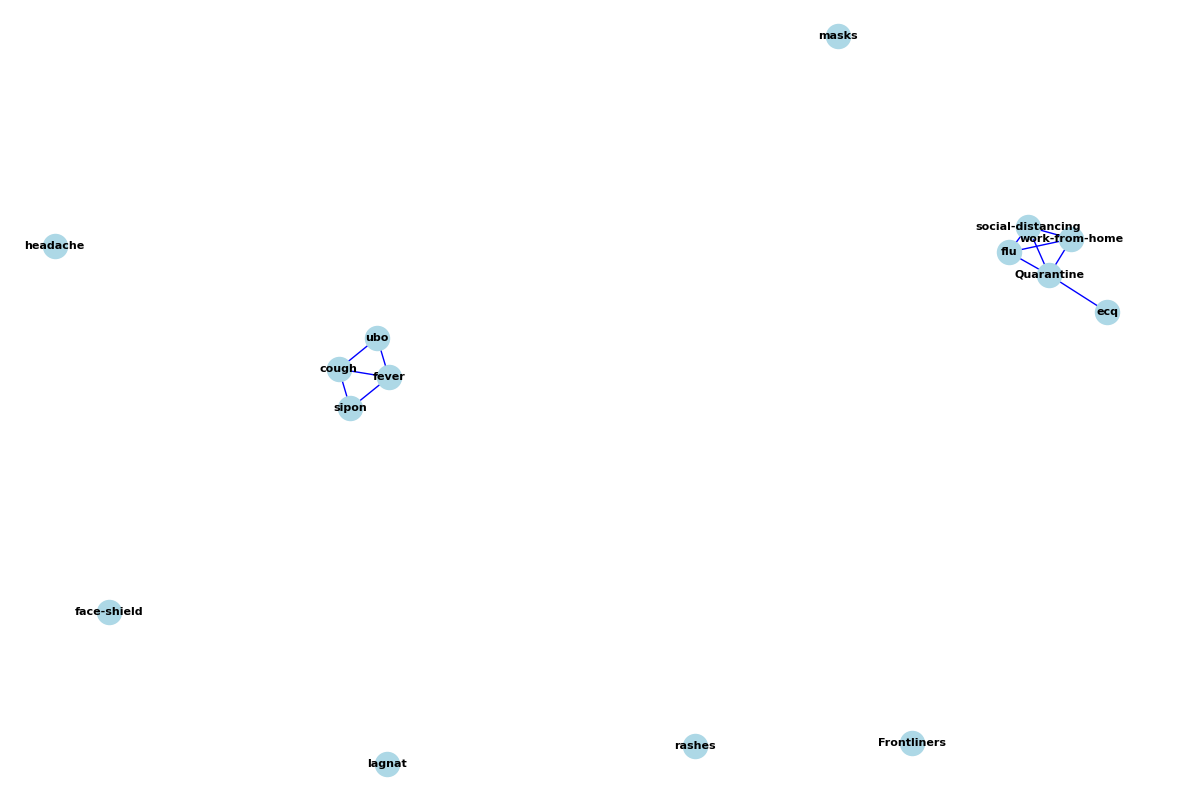 masks
social-distancing
work-from-home
headache
flu
Quarantine
ecq
ubo
cough
fever
sipon
face-shield
Frontliners
rashes
lagnat